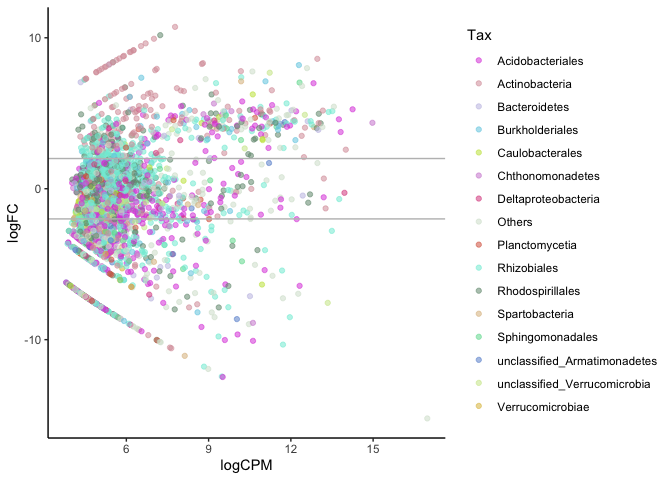 10
0
-10
logFC
6
9
12
15
logCPM
Tax
Acidobacteriales
Actinobacteria
Bacteroidetes
Burkholderiales
Caulobacterales
Chthonomonadetes
Deltaproteobacteria
Others
Planctomycetia
Rhizobiales
Rhodospirillales
Spartobacteria
Sphingomonadales
unclassified_Armatimonadetes
unclassified_Verrucomicrobia
Verrucomicrobiae